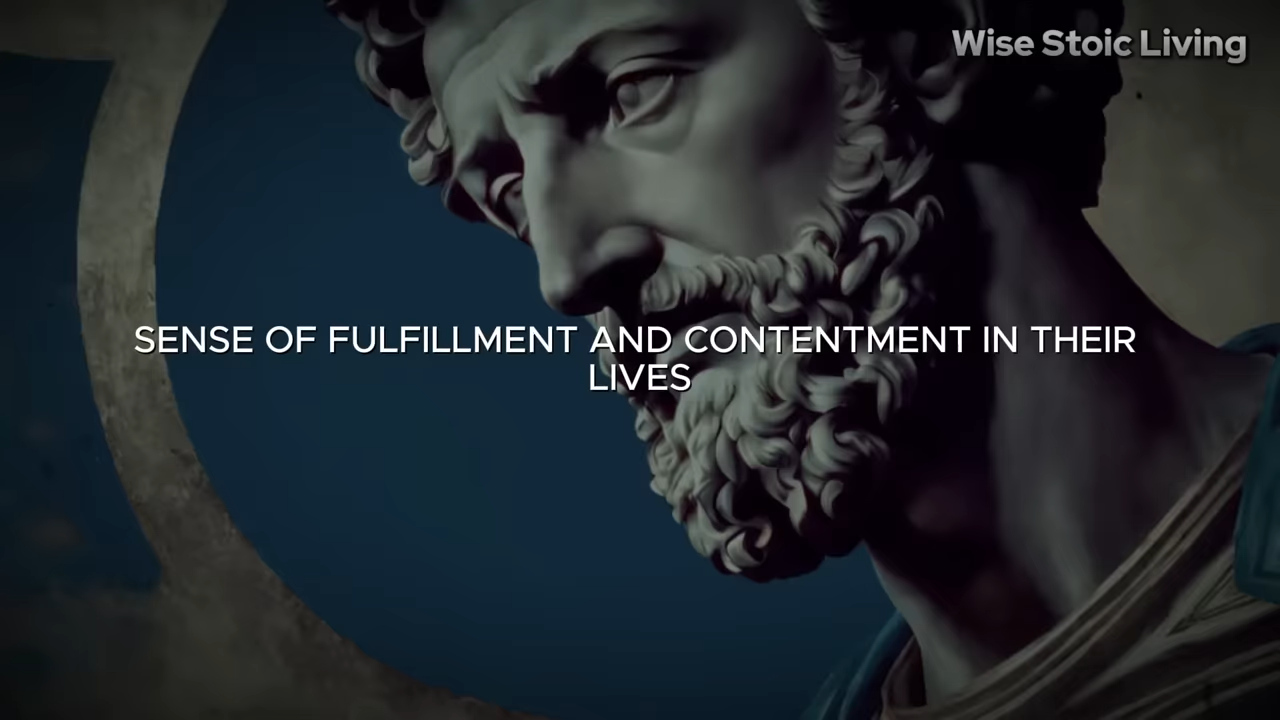 Wise Stoic Living
SENSE OF FULFILLMENT AND CONTENTMENT IN THEIR
LIVES